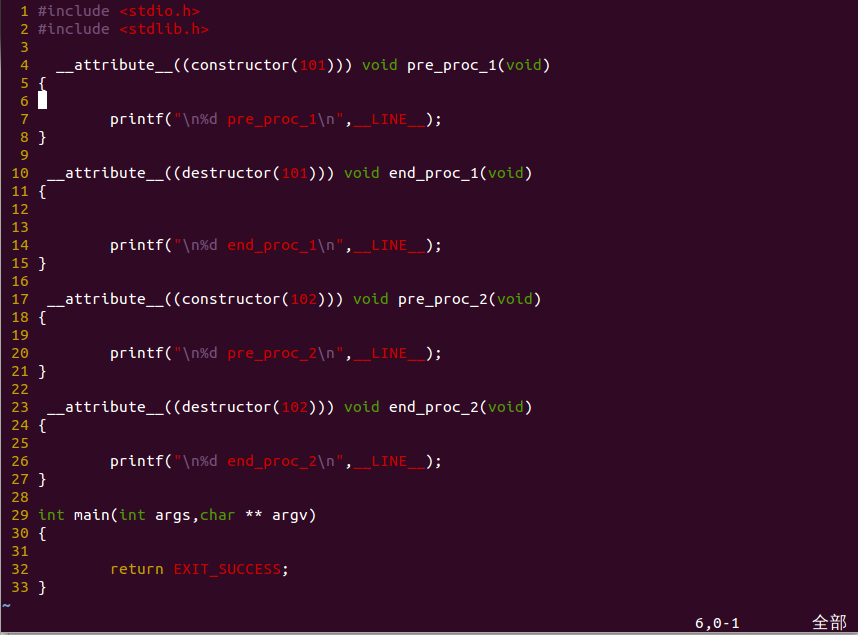 1 #include <stdio.h>
2 #include <stdlib.h>
3
4   __attribute__((constructor(101))) void pre_proc_1(void)
5 {
6
7         printf("\n%d pre_proc_1\n",__LINE__);
8 }
9
10  __attribute__((destructor(101))) void end_proc_1(void)
11 {
12
13
14         printf("\n%d end_proc_1\n",__LINE__);
15 }
16
17  __attribute__((constructor(102))) void pre_proc_2(void)
18 {
19
20         printf("\n%d pre_proc_2\n",__LINE__);
21 }
22
23  __attribute__((destructor(102))) void end_proc_2(void)
24 {
25
26         printf("\n%d end_proc_2\n",__LINE__);
27 }
28
29 int main(int args,char ** argv)
30 {
31
32         return EXIT_SUCCESS;
33 }
~
6,0-1 全部